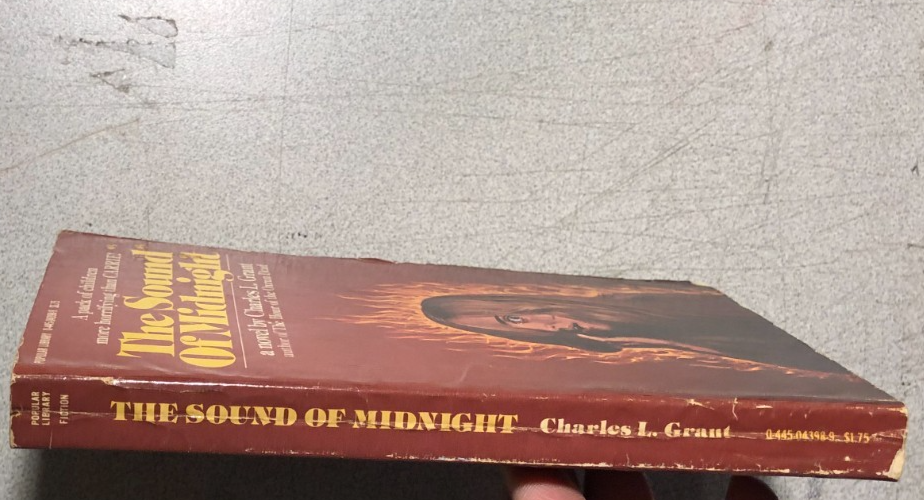 A pack of children
more horrifying than CARRIE!
The Sound
Of Midnight
a novel by Charles L. Grant
author of The Hour of the Oxrun Dead
POPULAR
LIBRARY
FICTION
THE SOUND OF MIDNIGHT Charles L. Grant 0-445-04398-9 $1.75